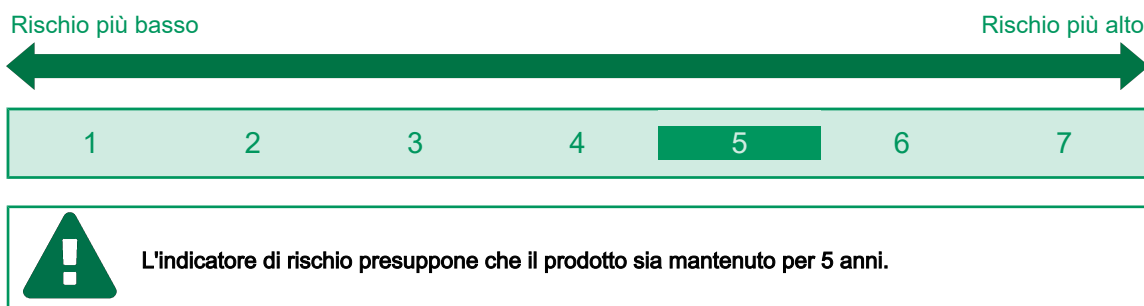 Rischio più basso Rischio più alto
1 2 3 4 5 6 7
L'indicatore di rischio presuppone che il prodotto sia mantenuto per 5 anni.